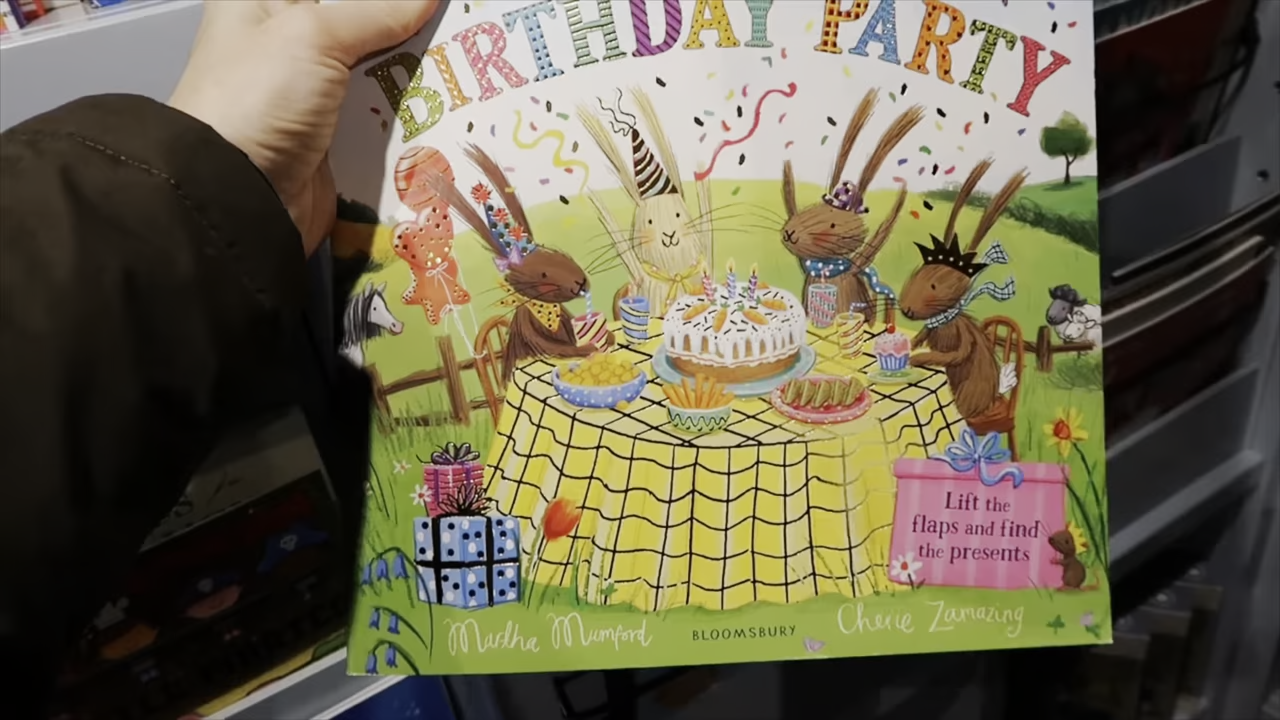 BIRTHDAY PARTY
Lift the
flaps and find
the presents
Martha Mumford
BLOOMSBURY
Cherie Zamazing